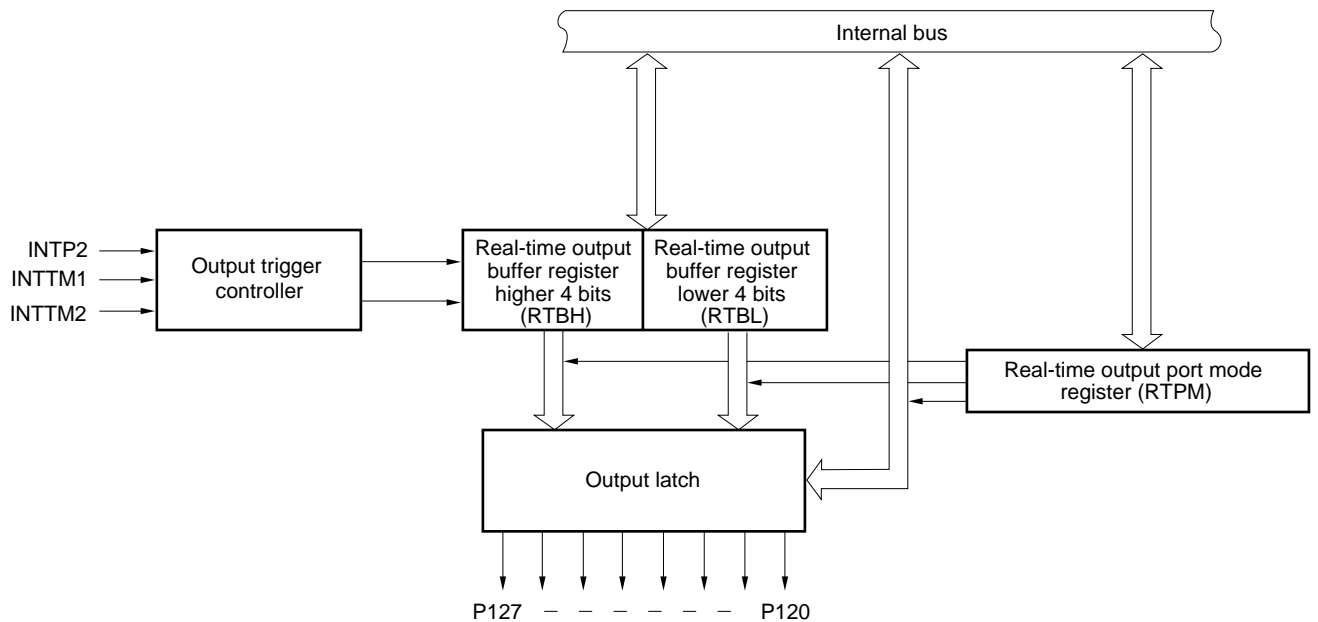 Internal bus
INTP2
INTTM1
INTTM2
Output trigger
controller
Real-time output
buffer register
higher 4 bits
(RTBH)
Real-time output
buffer register
lower 4 bits
(RTBL)
Real-time output port mode
register (RTPM)
Output latch
P127 – – – – – – P120